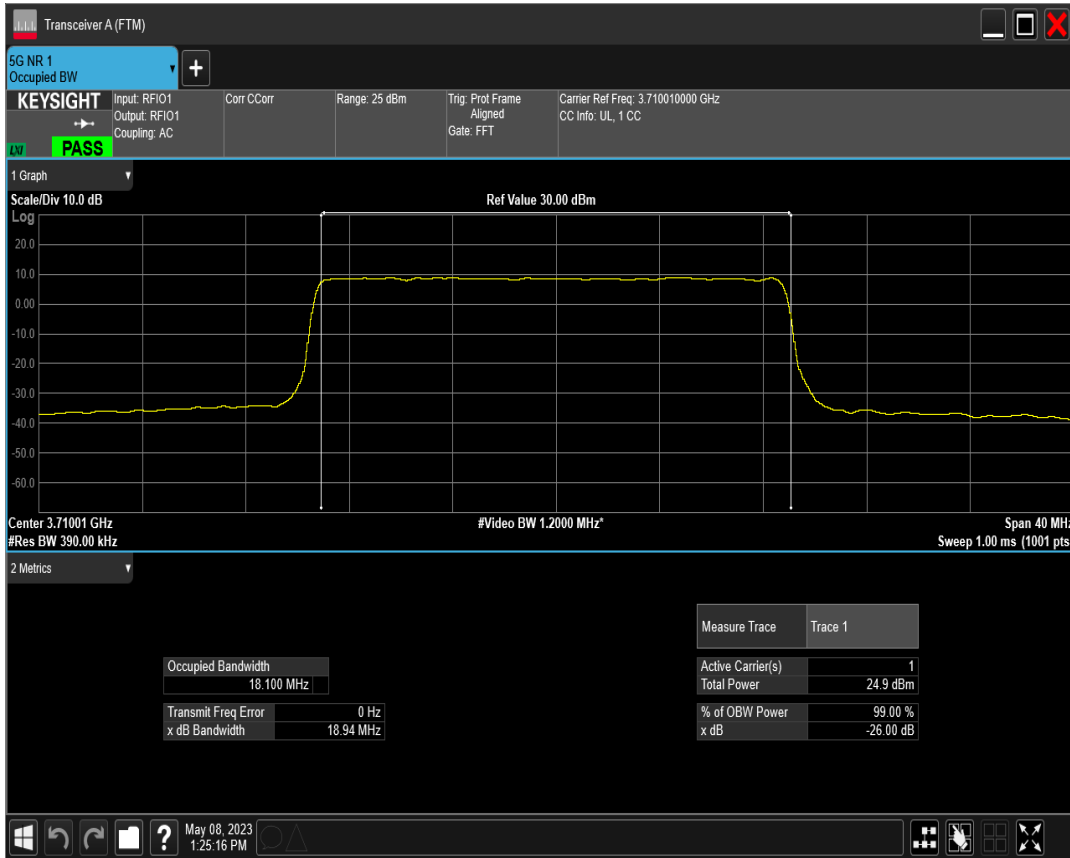 Transceiver A (FTM)
5G NR 1
Occupied BW
+
KEYSIGHT
LXI
PASS
Input: RFIO1
Output: RFIO1
Coupling: AC
Corr CCorr
Range: 25 dBm
Trig: Prot Frame
Aligned
Gate: FFT
Carrier Ref Freq: 3.710010000 GHz
CC Info: UL, 1 CC
1 Graph
Scale/Div 10.0 dB
Ref Value 30.00 dBm
Log
20.0
10.0
0.00
-10.0
-20.0
-30.0
-40.0
-50.0
-60.0
Center 3.71001 GHz
#Video BW 1.2000 MHz*
Span 40 MHz
#Res BW 390.00 kHz
Sweep 1.00 ms (1001 pts
2 Metrics
Measure Trace Trace 1
Occupied Bandwidth
18.100 MHz
Active Carrier(s) 1
Total Power 24.9 dBm
Transmit Freq Error 0 Hz
x dB Bandwidth 18.94 MHz
% of OBW Power 99.00 %
x dB -26.00 dB
?
May 08, 2023
1:25:16 PM